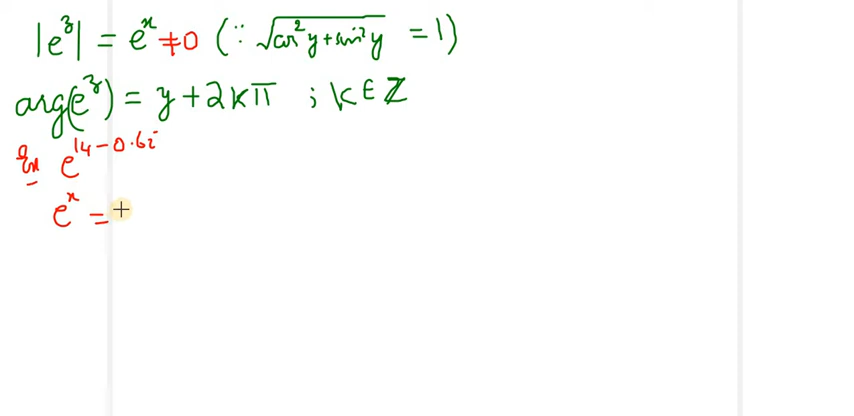 |e^z| = e^x ≠ 0 (∵ √(cos²y + sin²y) = 1)
arg(e^z) = y + 2kπ ; k ∈ ℤ
Ex e^(14-0.6i)
e^x =